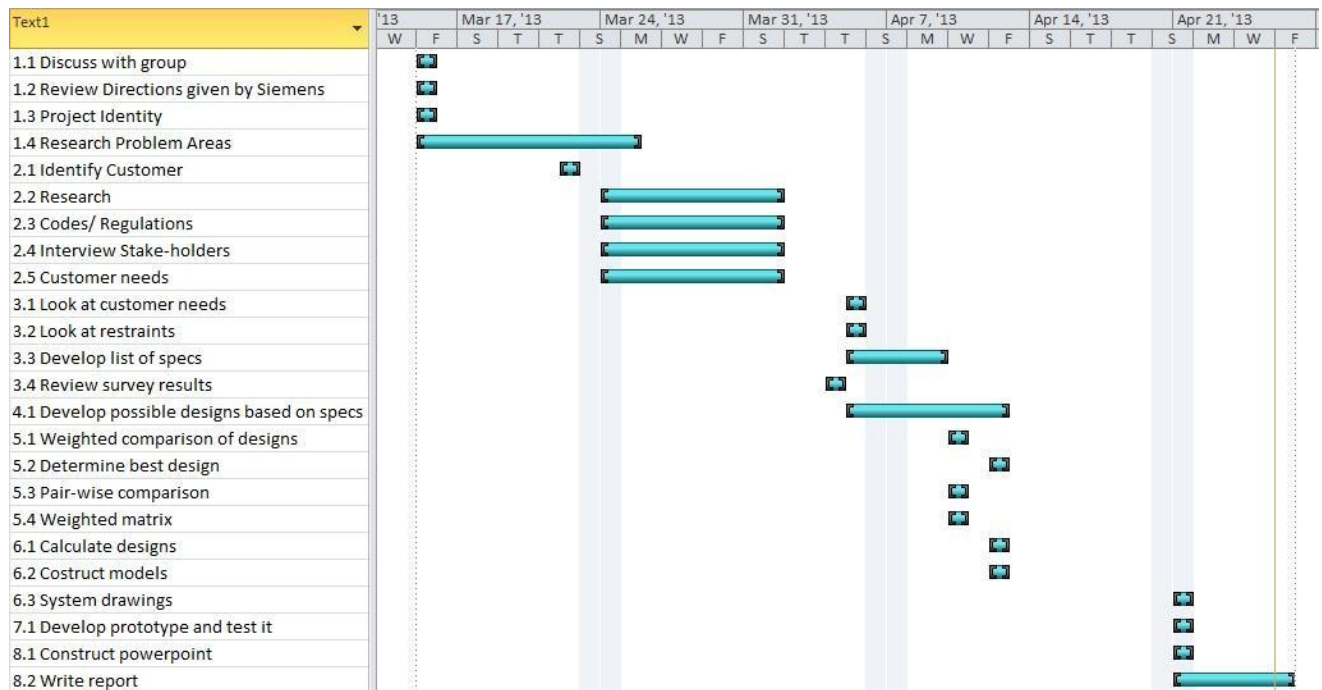 Text1
'13 Mar 17, '13 Mar 24, '13 Mar 31, '13 Apr 7, '13 Apr 14, '13 Apr 21, '13
W F S T T S M W F S T T S M W F S T T S M W F
1.1 Discuss with group
1.2 Review Directions given by Siemens
1.3 Project Identity
1.4 Research Problem Areas
2.1 Identify Customer
2.2 Research
2.3 Codes/ Regulations
2.4 Interview Stake-holders
2.5 Customer needs
3.1 Look at customer needs
3.2 Look at restraints
3.3 Develop list of specs
3.4 Review survey results
4.1 Develop possible designs based on specs
5.1 Weighted comparison of designs
5.2 Determine best design
5.3 Pair-wise comparison
5.4 Weighted matrix
6.1 Calculate designs
6.2 Costruct models
6.3 System drawings
7.1 Develop prototype and test it
8.1 Construct powerpoint
8.2 Write report